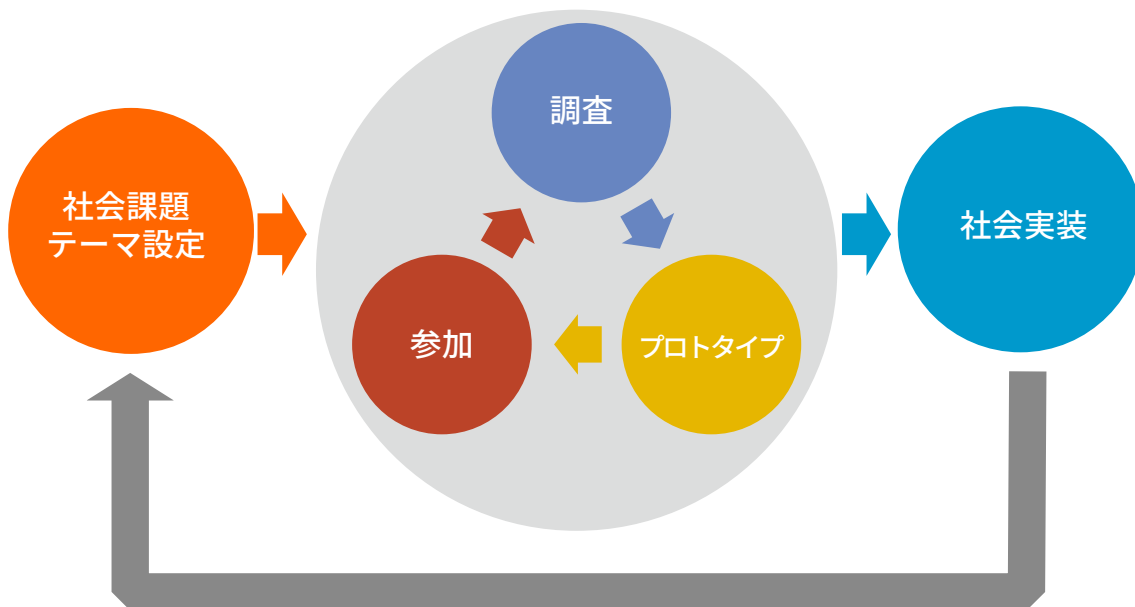 社会課題
テーマ設定
調査
プロトタイプ
参加
社会実装